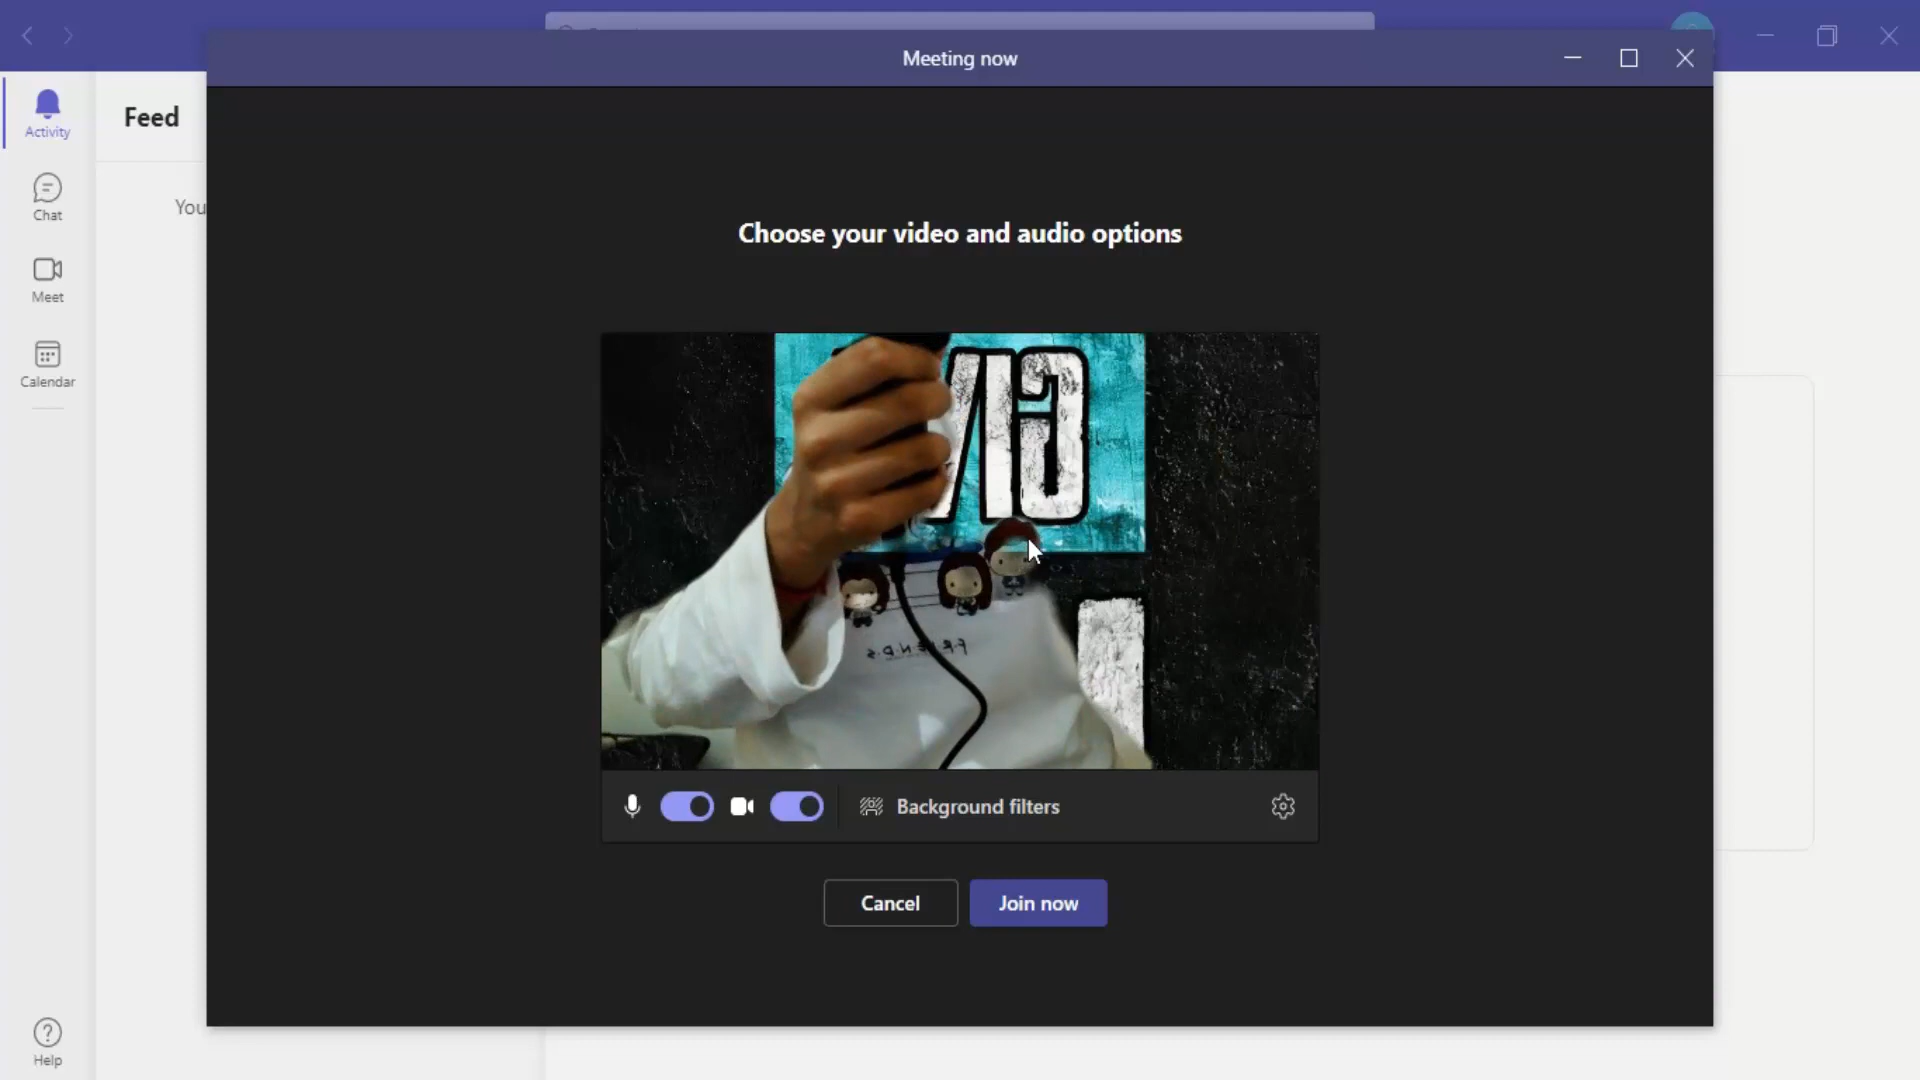 Meeting now
Activity
Feed
Chat
You
Meet
Choose your video and audio options
Calendar
GN
F·R·I·E·N·D·S
Background filters
Cancel
Join now
Help